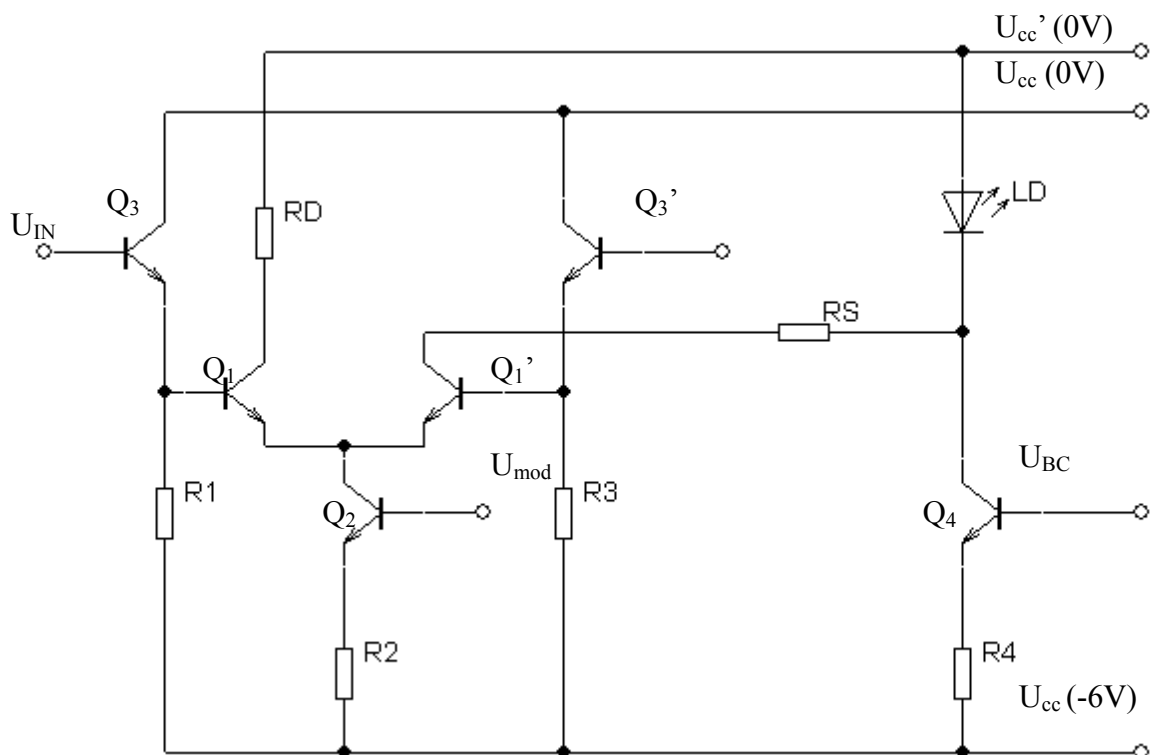 Ucc’ (0V)
Ucc (0V)
Q3
RD
Q3’
LD
UIN
RS
Q1
Q1’
Umod
UBC
R1
R3
Q2
Q4
R2
R4
Ucc (-6V)